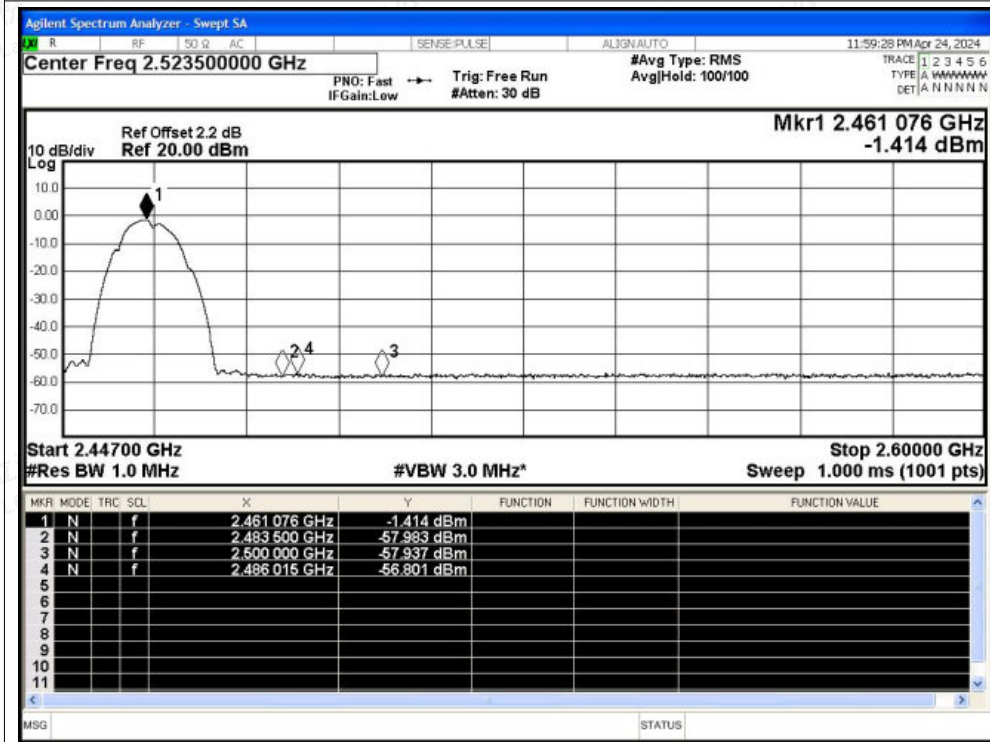 Agilent Spectrum Analyzer - Swept SA
LXI R RF 50 Ω AC SENSE:PULSE ALIGNAUTO 11:59:28 PM Apr 24, 2024
Center Freq 2.523500000 GHz #Avg Type: RMS TRACE 1 2 3 4 5 6
PNO: Fast Trig: Free Run Avg|Hold: 100/100 TYPE A WWWWW
IFGain:Low #Atten: 30 dB DET A N N N N N
Mkr1 2.461 076 GHz
Ref Offset 2.2 dB
10 dB/div Ref 20.00 dBm -1.414 dBm
Log
10.0
1
0.00
-10.0
-20.0
-30.0
-40.0
-50.0 2 4 3
-60.0
-70.0
Start 2.44700 GHz Stop 2.60000 GHz
#Res BW 1.0 MHz #VBW 3.0 MHz* Sweep 1.000 ms (1001 pts)
MKR MODE TRC SCL X Y FUNCTION FUNCTION WIDTH FUNCTION VALUE
1 N f 2.461 076 GHz -1.414 dBm
2 N f 2.483 500 GHz -57.983 dBm
3 N f 2.500 000 GHz -57.937 dBm
4 N f 2.486 015 GHz -56.801 dBm
5
6
7
8
9
10
11
MSG STATUS